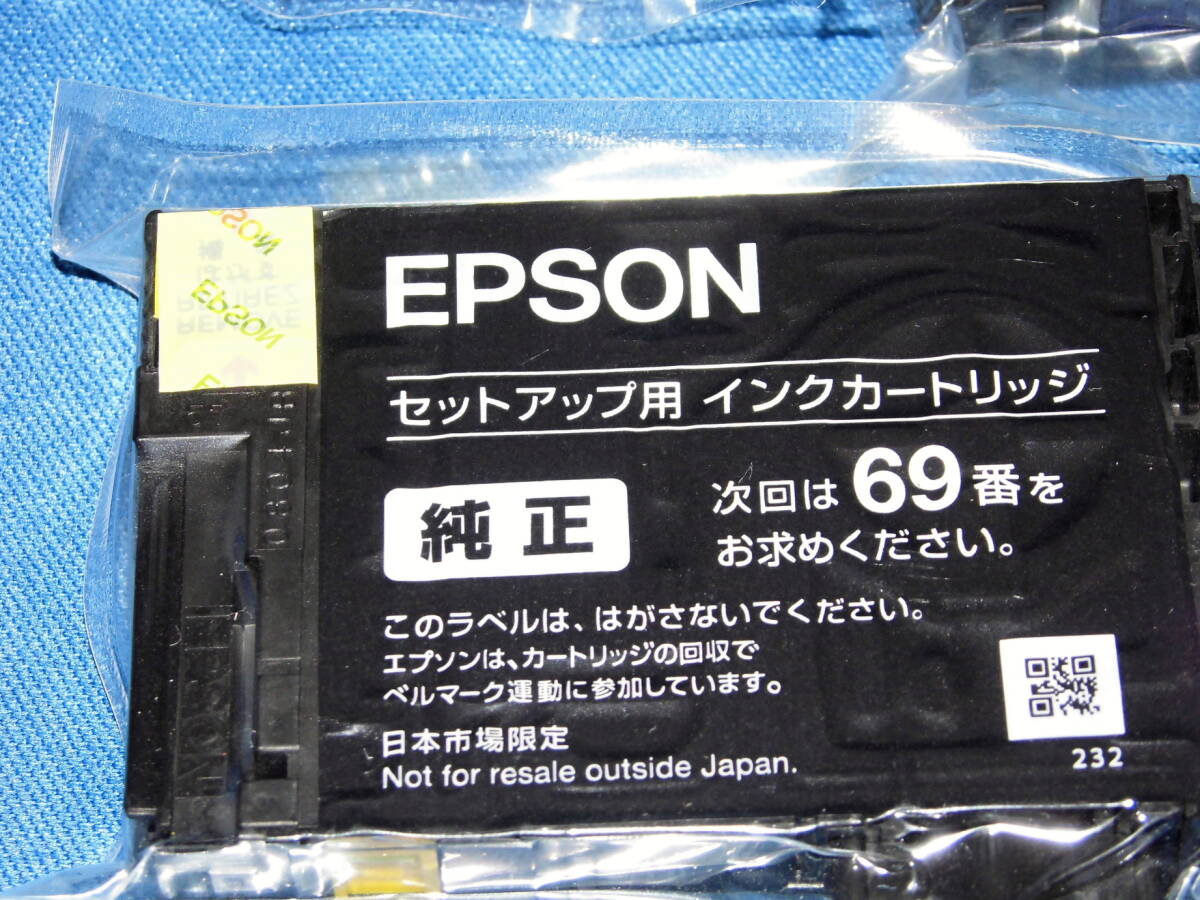 EPSON
EPSON
REMOVE
EPSON
セットアップ用 インクカートリッジ
純正
次回は 69 番を
お求めください。
このラベルは、はがさないでください。
エプソンは、カートリッジの回収で
ベルマーク運動に参加しています。
日本市場限定
Not for resale outside Japan.
232